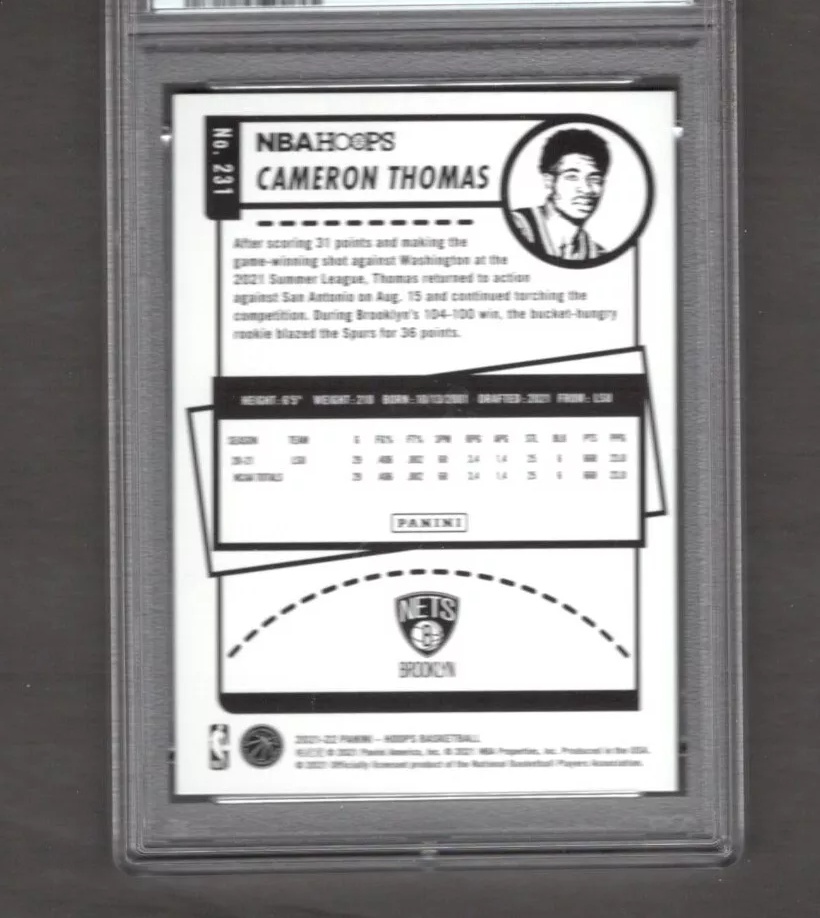 No. 231
NBA HOOPS
CAMERON THOMAS
After scoring 31 points and making the
game-winning shot against Washington at the
2021 Summer League, Thomas returned to action
against San Antonio on Aug. 15 and continued torching the
competition. During Brooklyn's 104-100 win, the bucket-hungry
rookie blazed the Spurs for 36 points.
HEIGHT: 6'5" WEIGHT: 210 BORN: 10/13/2001 DRAFTED: 2021 FROM: LSU
SEASON TEAM G FG% FT% 3PM RPG APG STL BLK PTS PPG
20-21 LSU 29 .406 .882 3.4 1.4 25 6 668 23.0
NCAA TOTALS 29 .406 .882 3.4 1.4 25 6 668 23.0
PANINI
NETS
B
BROOKLYN
2021-22 PANINI - HOOPS BASKETBALL
© 2021 Panini America, Inc. © 2021 NBA Properties, Inc. Produced in the USA.
© 2021 Officially licensed product of the National Basketball Players Association.